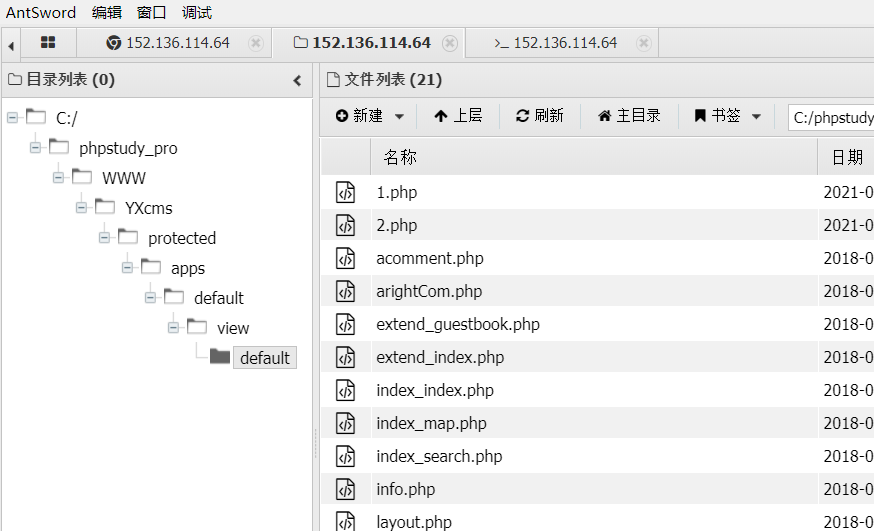 AntSword 编辑 窗口 调试
152.136.114.64 152.136.114.64 >_ 152.136.114.64
目录列表 (0)
C:/
phpstudy_pro
WWW
YXcms
protected
apps
default
view
default
文件列表 (21)
新建 上层 刷新 主目录 书签 C:/phpstudy
名称 日期
1.php 2021-0
2.php 2021-0
acomment.php 2018-0
arightCom.php 2018-0
extend_guestbook.php 2018-0
extend_index.php 2018-0
index_index.php 2018-0
index_map.php 2018-0
index_search.php 2018-0
info.php 2018-0
layout.php 2018-0